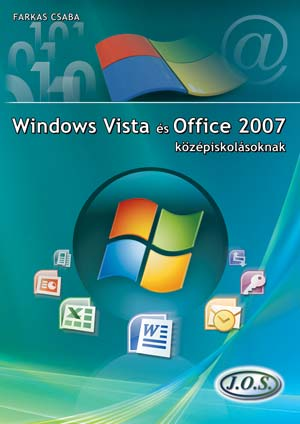 FARKAS CSABA
Windows Vista és Office 2007
középiskolásoknak
J.O.S.